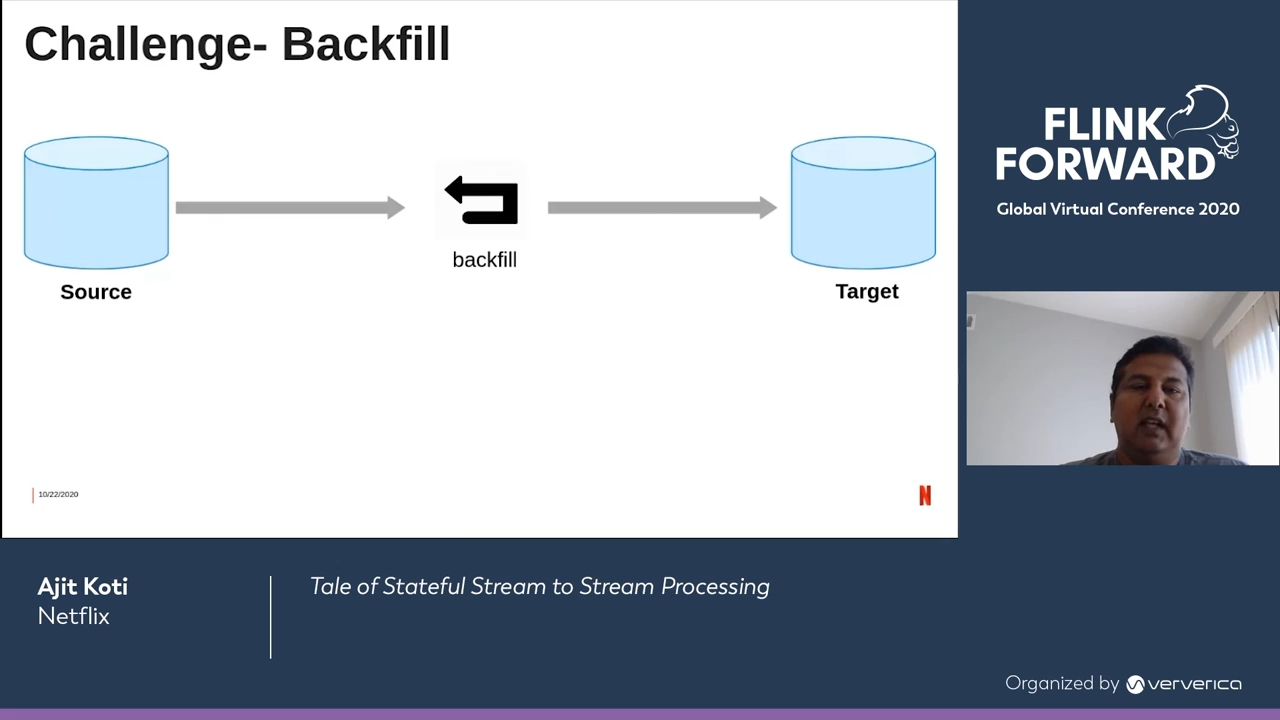 Challenge- Backfill
backfill
Source
Target
10/22/2020
N
FLINK
FORWARD
Global Virtual Conference 2020
Ajit Koti
Netflix
Tale of Stateful Stream to Stream Processing
Organized by ververica